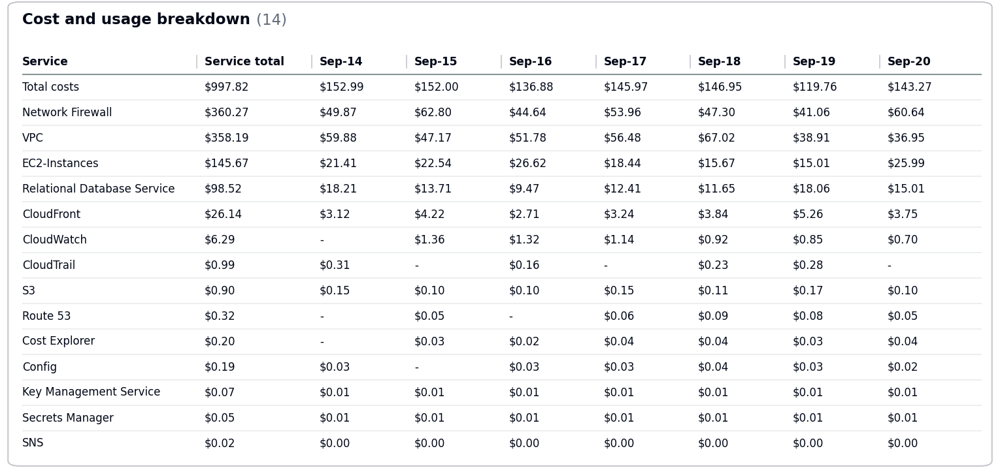 Cost and usage breakdown (14)
Service Service total Sep-14 Sep-15 Sep-16 Sep-17 Sep-18 Sep-19 Sep-20
Total costs $997.82 $152.99 $152.00 $136.88 $145.97 $146.95 $119.76 $143.27
Network Firewall $360.27 $49.87 $62.80 $44.64 $53.96 $47.30 $41.06 $60.64
VPC $358.19 $59.88 $47.17 $51.78 $56.48 $67.02 $38.91 $36.95
EC2-Instances $145.67 $21.41 $22.54 $26.62 $18.44 $15.67 $15.01 $25.99
Relational Database Service $98.52 $18.21 $13.71 $9.47 $12.41 $11.65 $18.06 $15.01
CloudFront $26.14 $3.12 $4.22 $2.71 $3.24 $3.84 $5.26 $3.75
CloudWatch $6.29 - $1.36 $1.32 $1.14 $0.92 $0.85 $0.70
CloudTrail $0.99 $0.31 - $0.16 - $0.23 $0.28 -
S3 $0.90 $0.15 $0.10 $0.10 $0.15 $0.11 $0.17 $0.10
Route 53 $0.32 - $0.05 - $0.06 $0.09 $0.08 $0.05
Cost Explorer $0.20 - $0.03 $0.02 $0.04 $0.04 $0.03 $0.04
Config $0.19 $0.03 - $0.03 $0.03 $0.04 $0.03 $0.02
Key Management Service $0.07 $0.01 $0.01 $0.01 $0.01 $0.01 $0.01 $0.01
Secrets Manager $0.05 $0.01 $0.01 $0.01 $0.01 $0.01 $0.01 $0.01
SNS $0.02 $0.00 $0.00 $0.00 $0.00 $0.00 $0.00 $0.00